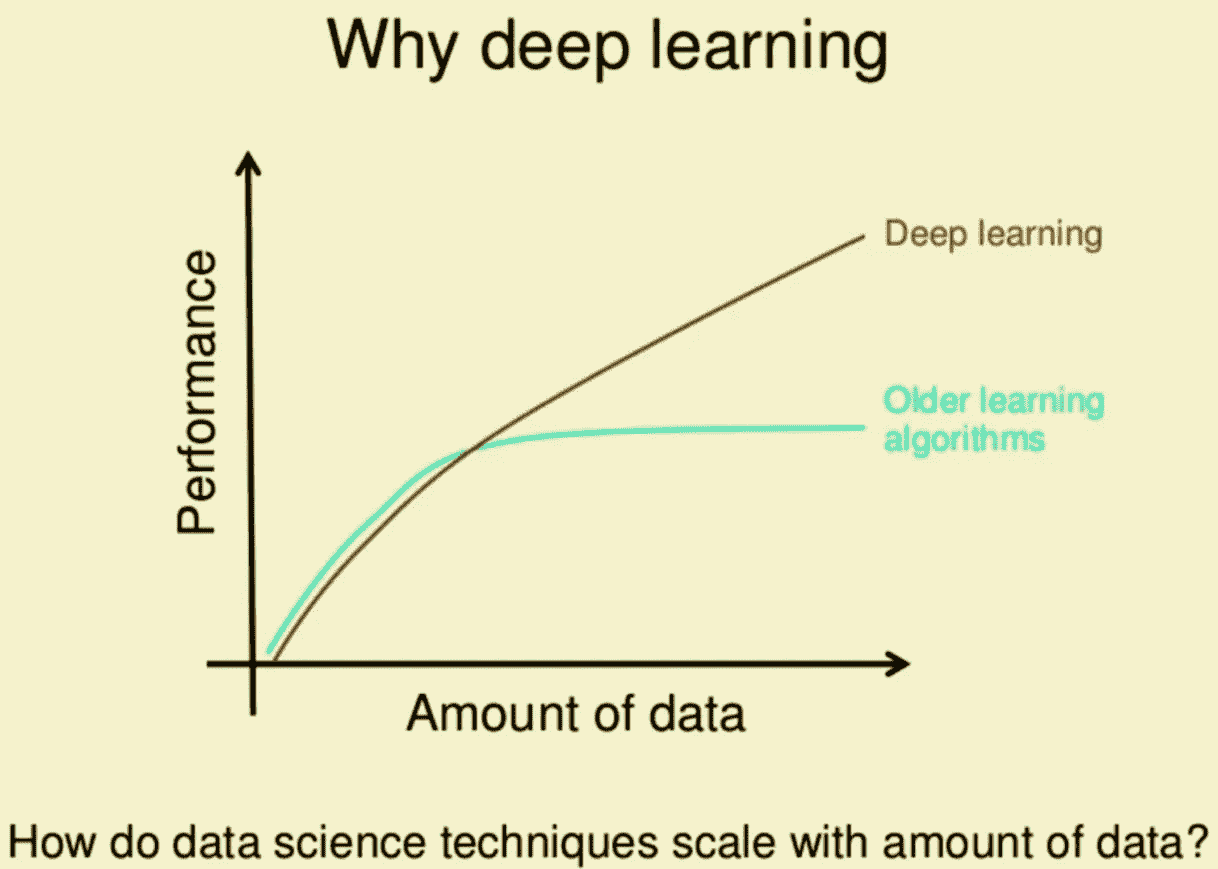 Why deep learning
Performance
Deep learning
Older learning
algorithms
Amount of data
How do data science techniques scale with amount of data?